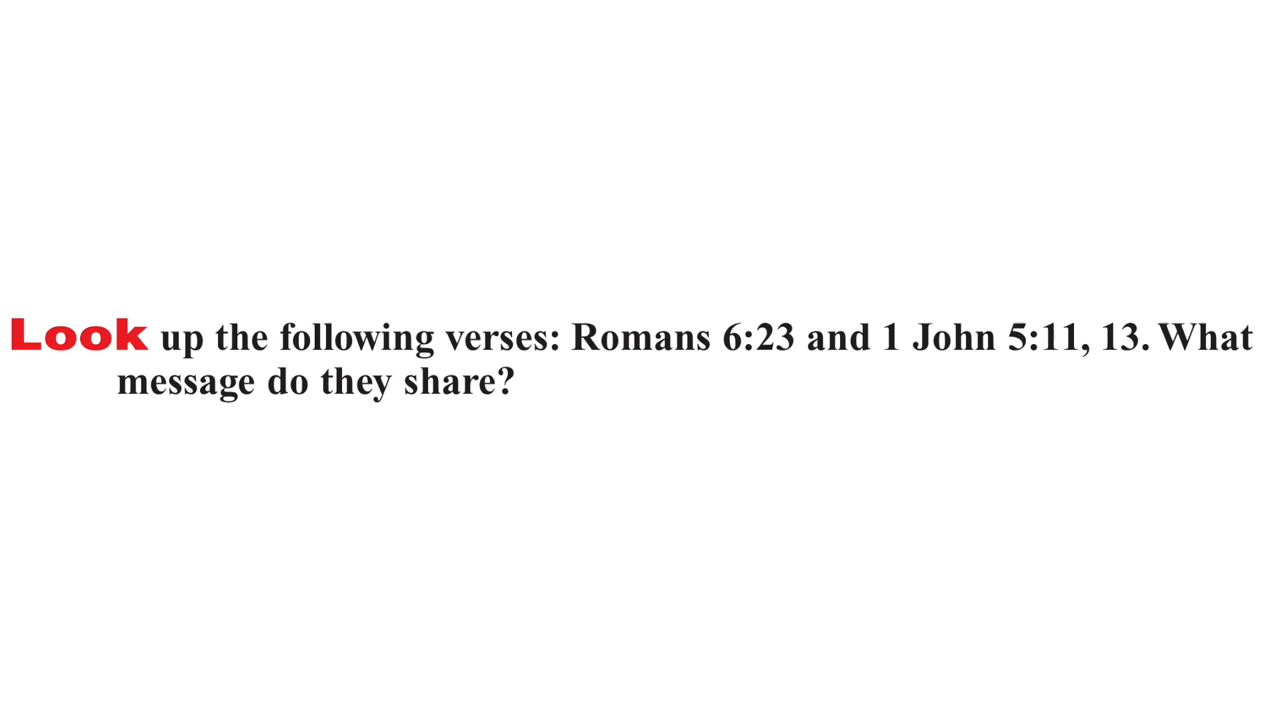 Look up the following verses: Romans 6:23 and 1 John 5:11, 13. What
message do they share?